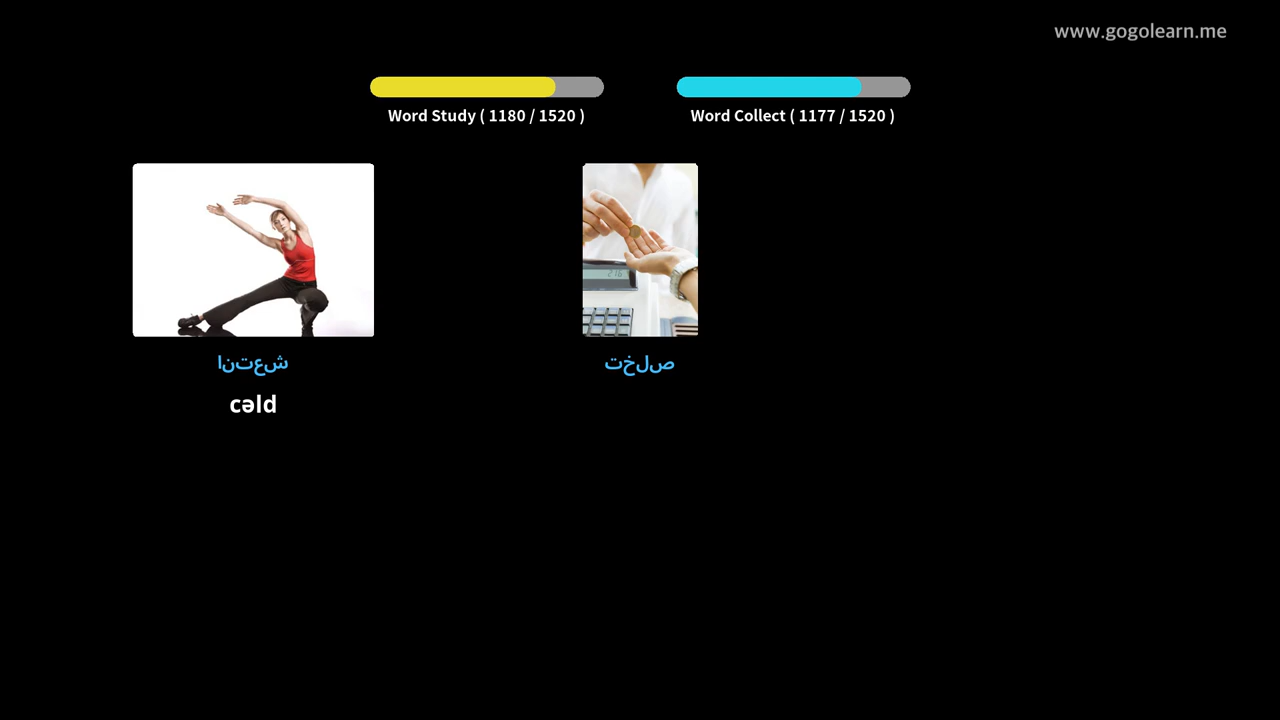 www.gogolearn.me
Word Study ( 1180 / 1520 )
Word Collect ( 1177 / 1520 )
انتعش
تخلص
cəld